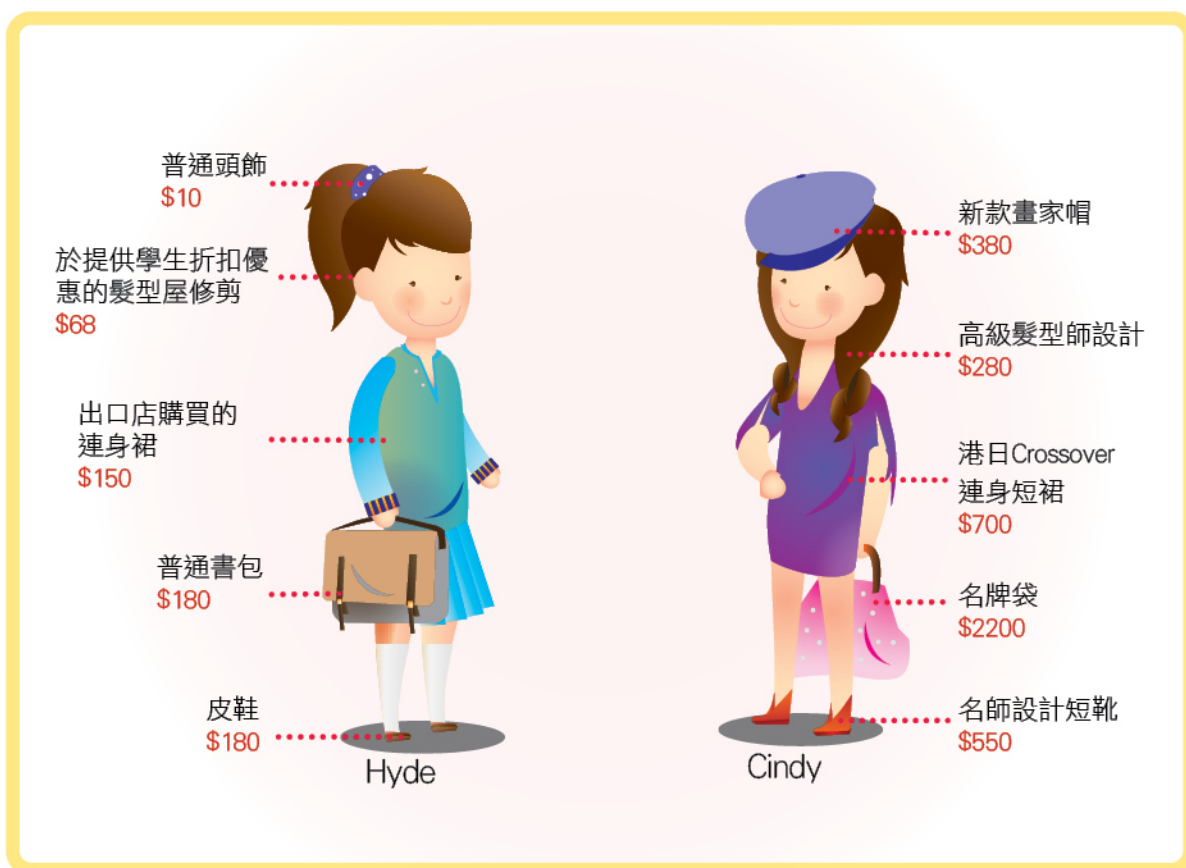 普通頭飾
$10
於提供學生折扣優
惠的髮型屋修剪
$68
出口店購買的
連身裙
$150
普通書包
$180
皮鞋
$180
Hyde
新款畫家帽
$380
高級髮型師設計
$280
港日Crossover
連身短裙
$700
名牌袋
$2200
名師設計短靴
$550
Cindy